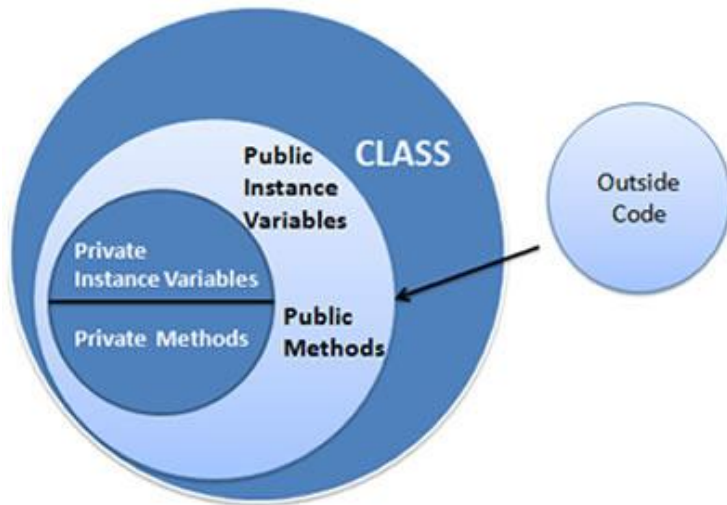 CLASS
Public
Instance
Variables
Private
Instance Variables
Private Methods
Public
Methods
Outside
Code